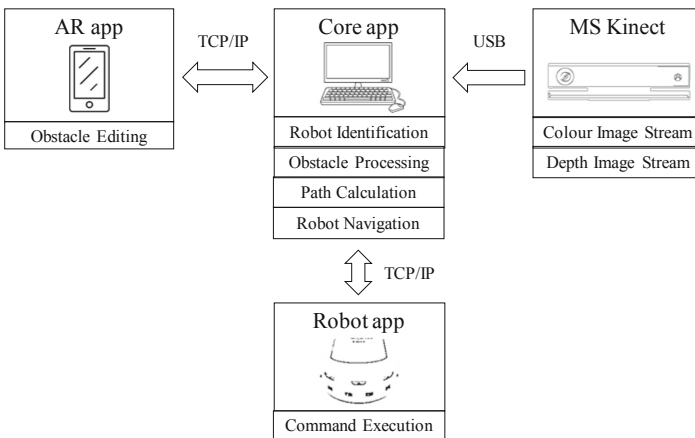 AR app
TCP/IP
Core app
USB
MS Kinect
Obstacle Editing
Robot Identification
Colour Image Stream
Obstacle Processing
Depth Image Stream
Path Calculation
Robot Navigation
TCP/IP
Robot app
Command Execution